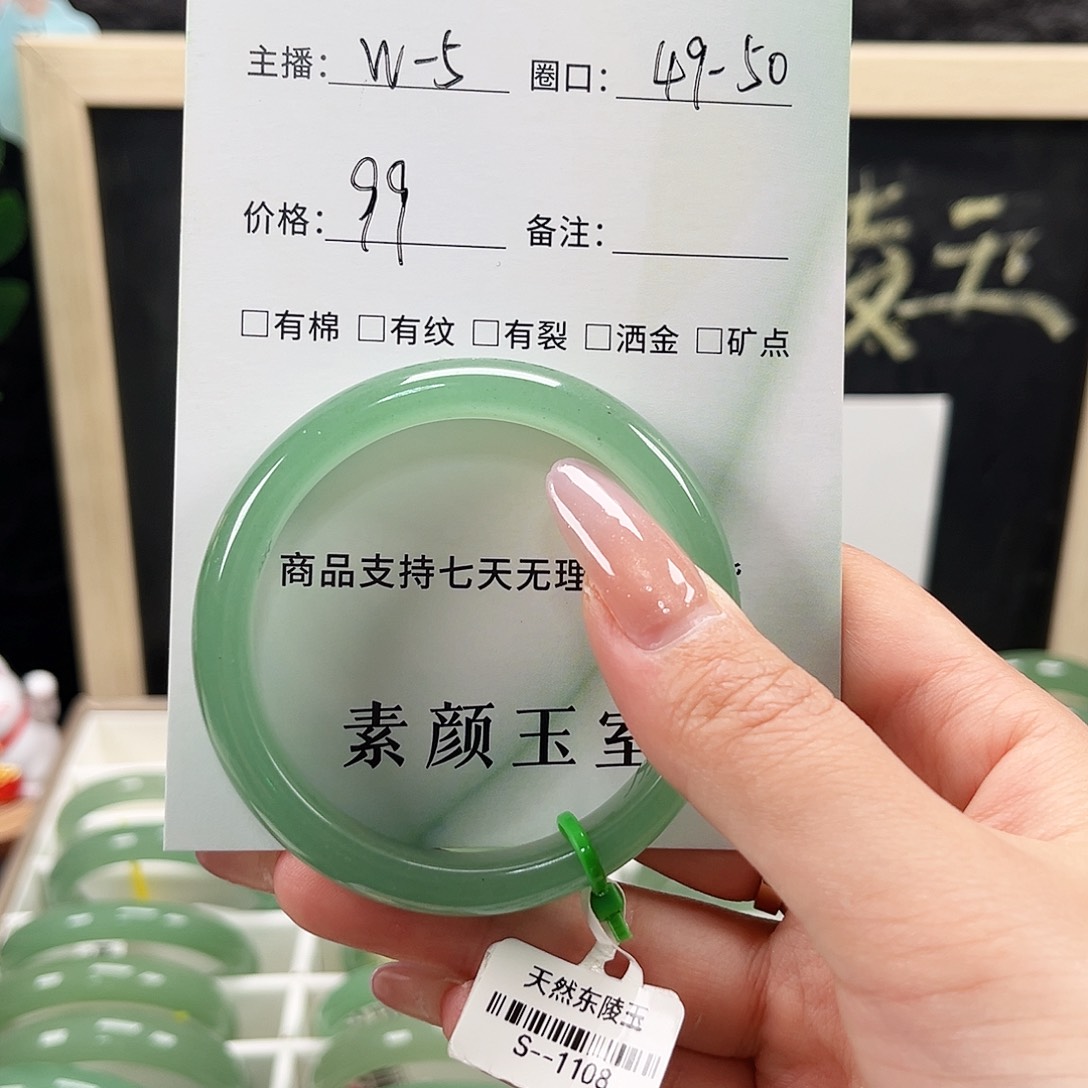 主播: W-5 圈口: 49-50
价格: 99 备注:
□有棉 □有纹 □有裂 □洒金 □矿点
商品支持七天无理
素颜玉室
天然东陵玉
S--1108